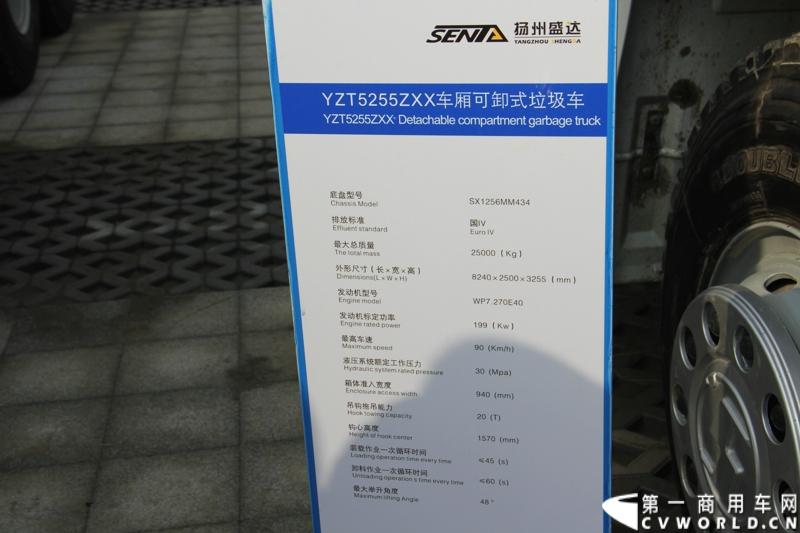 SENTA 扬州盛达
YANGZHOU SHENGDA
YZT5255ZXX车厢可卸式垃圾车
YZT5255ZXX Detachable compartment garbage truck
底盘型号
Chassis Model
SX1256MM434
排放标准
Effluent standard
国IV
Euro IV
最大总质量
The total mass
25000（Kg）
外形尺寸（长×宽×高）
Dimensions(L×W×H)
8240×2500×3255（mm）
发动机型号
Engine model
WP7.270E40
发动机标定功率
Engine rated power
199（Kw）
最高车速
Maximum speed
90 (Km/h)
液压系统额定工作压力
Hydraulic system rated pressure
30 (Mpa)
箱体准入宽度
Enclosure access width
940 (mm)
吊钩拖吊能力
Hook towing capacity
20 (T)
钩心高度
Height of hook center
1570 (mm)
装载作业一次循环时间
Loading operation time every time
≤45 (s)
卸料作业一次循环时间
Unloading operation s time every time
≤60 (s)
最大举升角度
Maximum lifting Angle
48°
第一商用车网
CVWORLD.CN